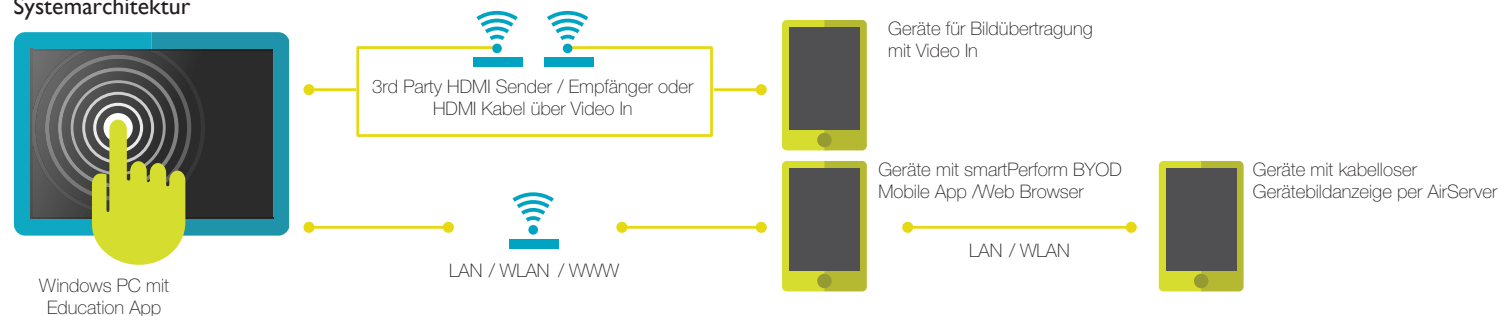 Systemarchitektur
3rd Party HDMI Sender / Empfänger oder
HDMI Kabel über Video In
Geräte für Bildübertragung
mit Video In
Windows PC mit
Education App
LAN / WLAN / WWW
Geräte mit smartPerform BYOD
Mobile App /Web Browser
LAN / WLAN
Geräte mit kabelloser
Gerätebildanzeige per AirServer